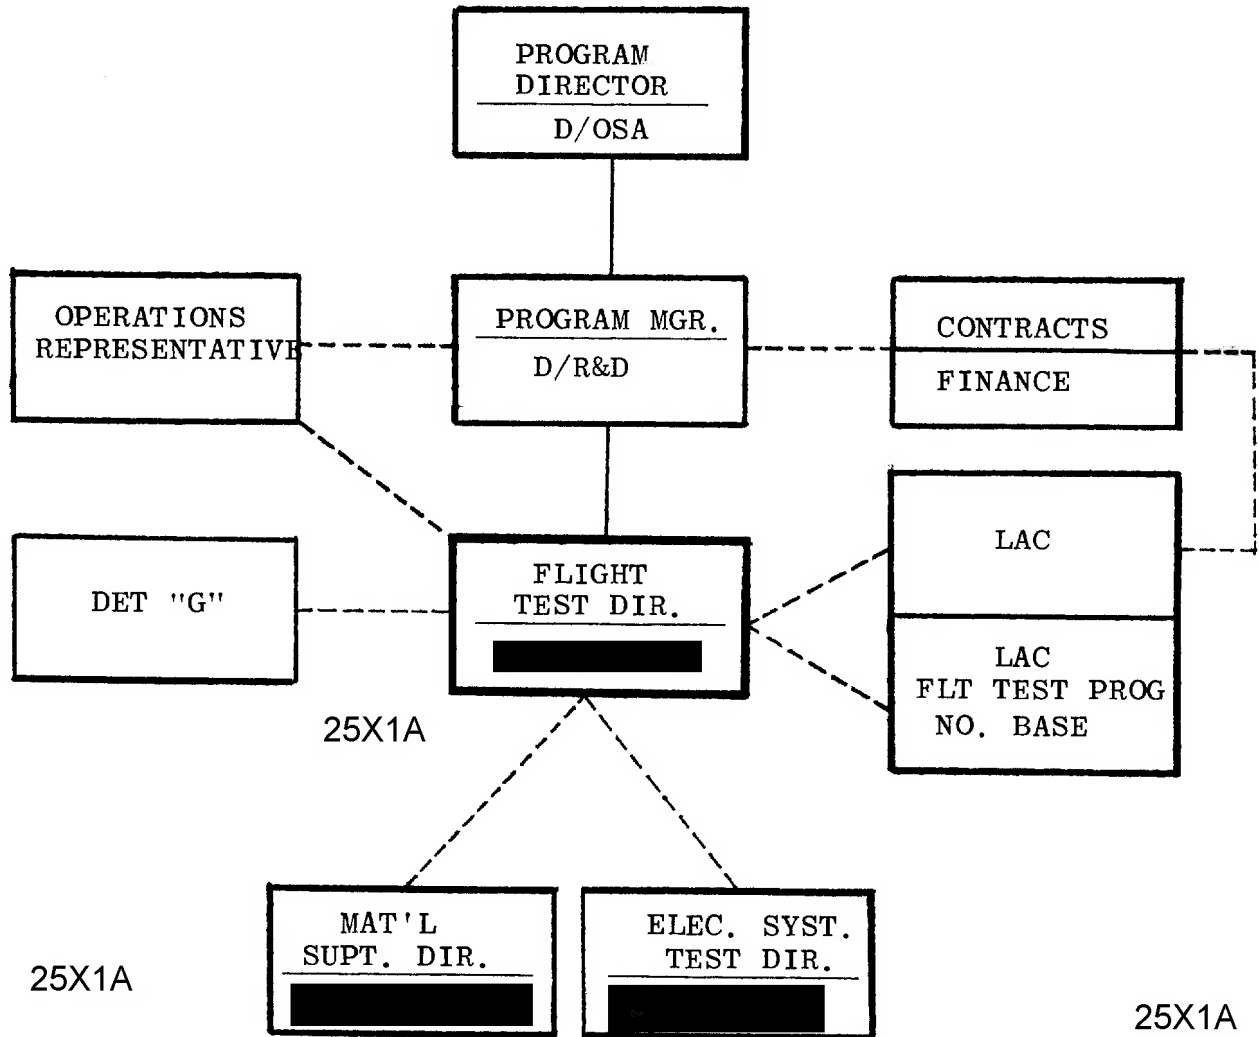 PROGRAM
DIRECTOR
D/OSA
OPERATIONS
REPRESENTATIVE
PROGRAM MGR.
D/R&D
CONTRACTS
FINANCE
DET "G"
FLIGHT
TEST DIR.
LAC
LAC
FLT TEST PROG
NO. BASE
25X1A
MAT'L
SUPT. DIR.
ELEC. SYST.
TEST DIR.
25X1A
25X1A